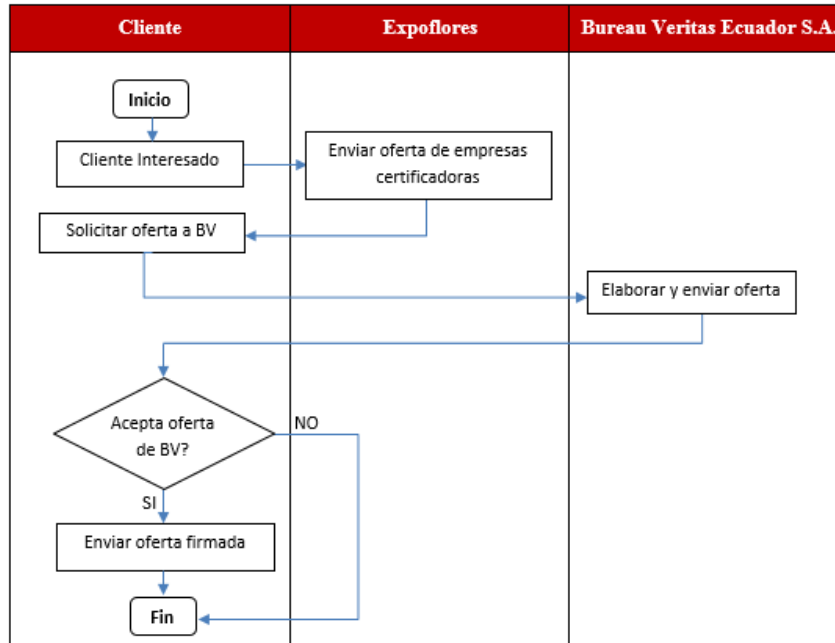 Cliente
Expoflores
Bureau Veritas Ecuador S.A.
Inicio
Cliente Interesado
Enviar oferta de empresas
certificadoras
Solicitar oferta a BV
Elaborar y enviar oferta
Acepta oferta
de BV?
NO
SI
Enviar oferta firmada
Fin